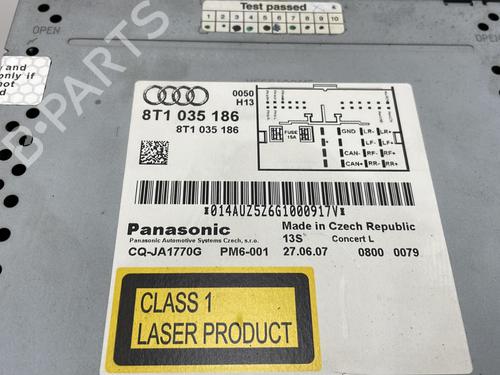 Test passed
1 2 3 4 5 6 7 8 9 10
OPEN
OPEN
and
only if
not
0050
H13
8T1 035 186
8T1 035 186
FUSE
15A
GND LR- LR+
+ LF- LF+
CAN- RF- RF+
CAN+ RR- RR+
*014AUZ5Z6G1000917V*
Panasonic
Made in Czech Republic
Panasonic Automotive Systems Czech, s.r.o.
13S Concert L
CQ-JA1770G PM6-001 27.06.07 0800 0079
CLASS 1
LASER PRODUCT
B-PARTS